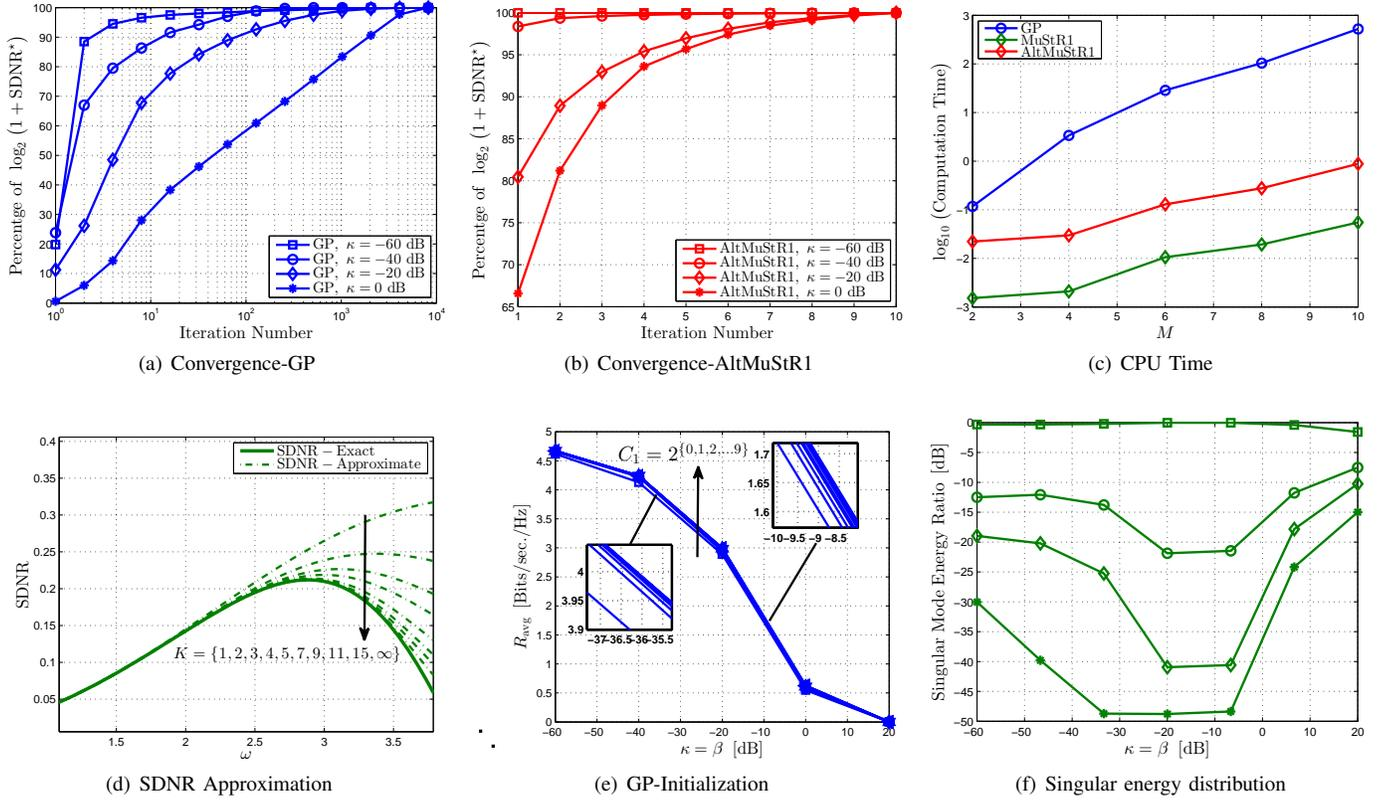 Percentge of log₂ (1 + SDNR⋆)
100
90
80
70
60
50
40
30
20
10
0
10⁰ 10¹ 10² 10³ 10⁴
Iteration Number
GP, κ = −60 dB
GP, κ = −40 dB
GP, κ = −20 dB
GP, κ = 0 dB
(a) Convergence-GP
Percentge of log₂ (1 + SDNR⋆)
100
95
90
85
80
75
70
65
1 2 3 4 5 6 7 8 9 10
Iteration Number
AltMuStR1, κ = −60 dB
AltMuStR1, κ = −40 dB
AltMuStR1, κ = −20 dB
AltMuStR1, κ = 0 dB
(b) Convergence-AltMuStR1
log₁₀ (Computation Time)
3
2
1
0
−1
−2
−3
2 3 4 5 6 7 8 9 10
M
GP
MuStR1
AltMuStR1
(c) CPU Time
SDNR
0.4
0.35
0.3
0.25
0.2
0.15
0.1
0.05
1.5 2 2.5 3 3.5
ω
SDNR − Exact
SDNR − Approximate
K = {1, 2, 3, 4, 5, 7, 9, 11, 15, ∞}
(d) SDNR Approximation
R_avg [Bits/sec./Hz]
5
4.5
4
3.5
3
2.5
2
1.5
1
0.5
0
−60 −50 −40 −30 −20 −10 0 10 20
κ = β [dB]
C₁ = 2^{0,1,2,...9}
1.7
1.65
1.6
−10 −9.5 −9 −8.5
4
3.95
3.9
−37 −36.5 −36 −35.5
(e) GP-Initialization
Singular Mode Energy Ratio [dB]
0
−5
−10
−15
−20
−25
−30
−35
−40
−45
−50
−60 −50 −40 −30 −20 −10 0 10 20
κ = β [dB]
(f) Singular energy distribution